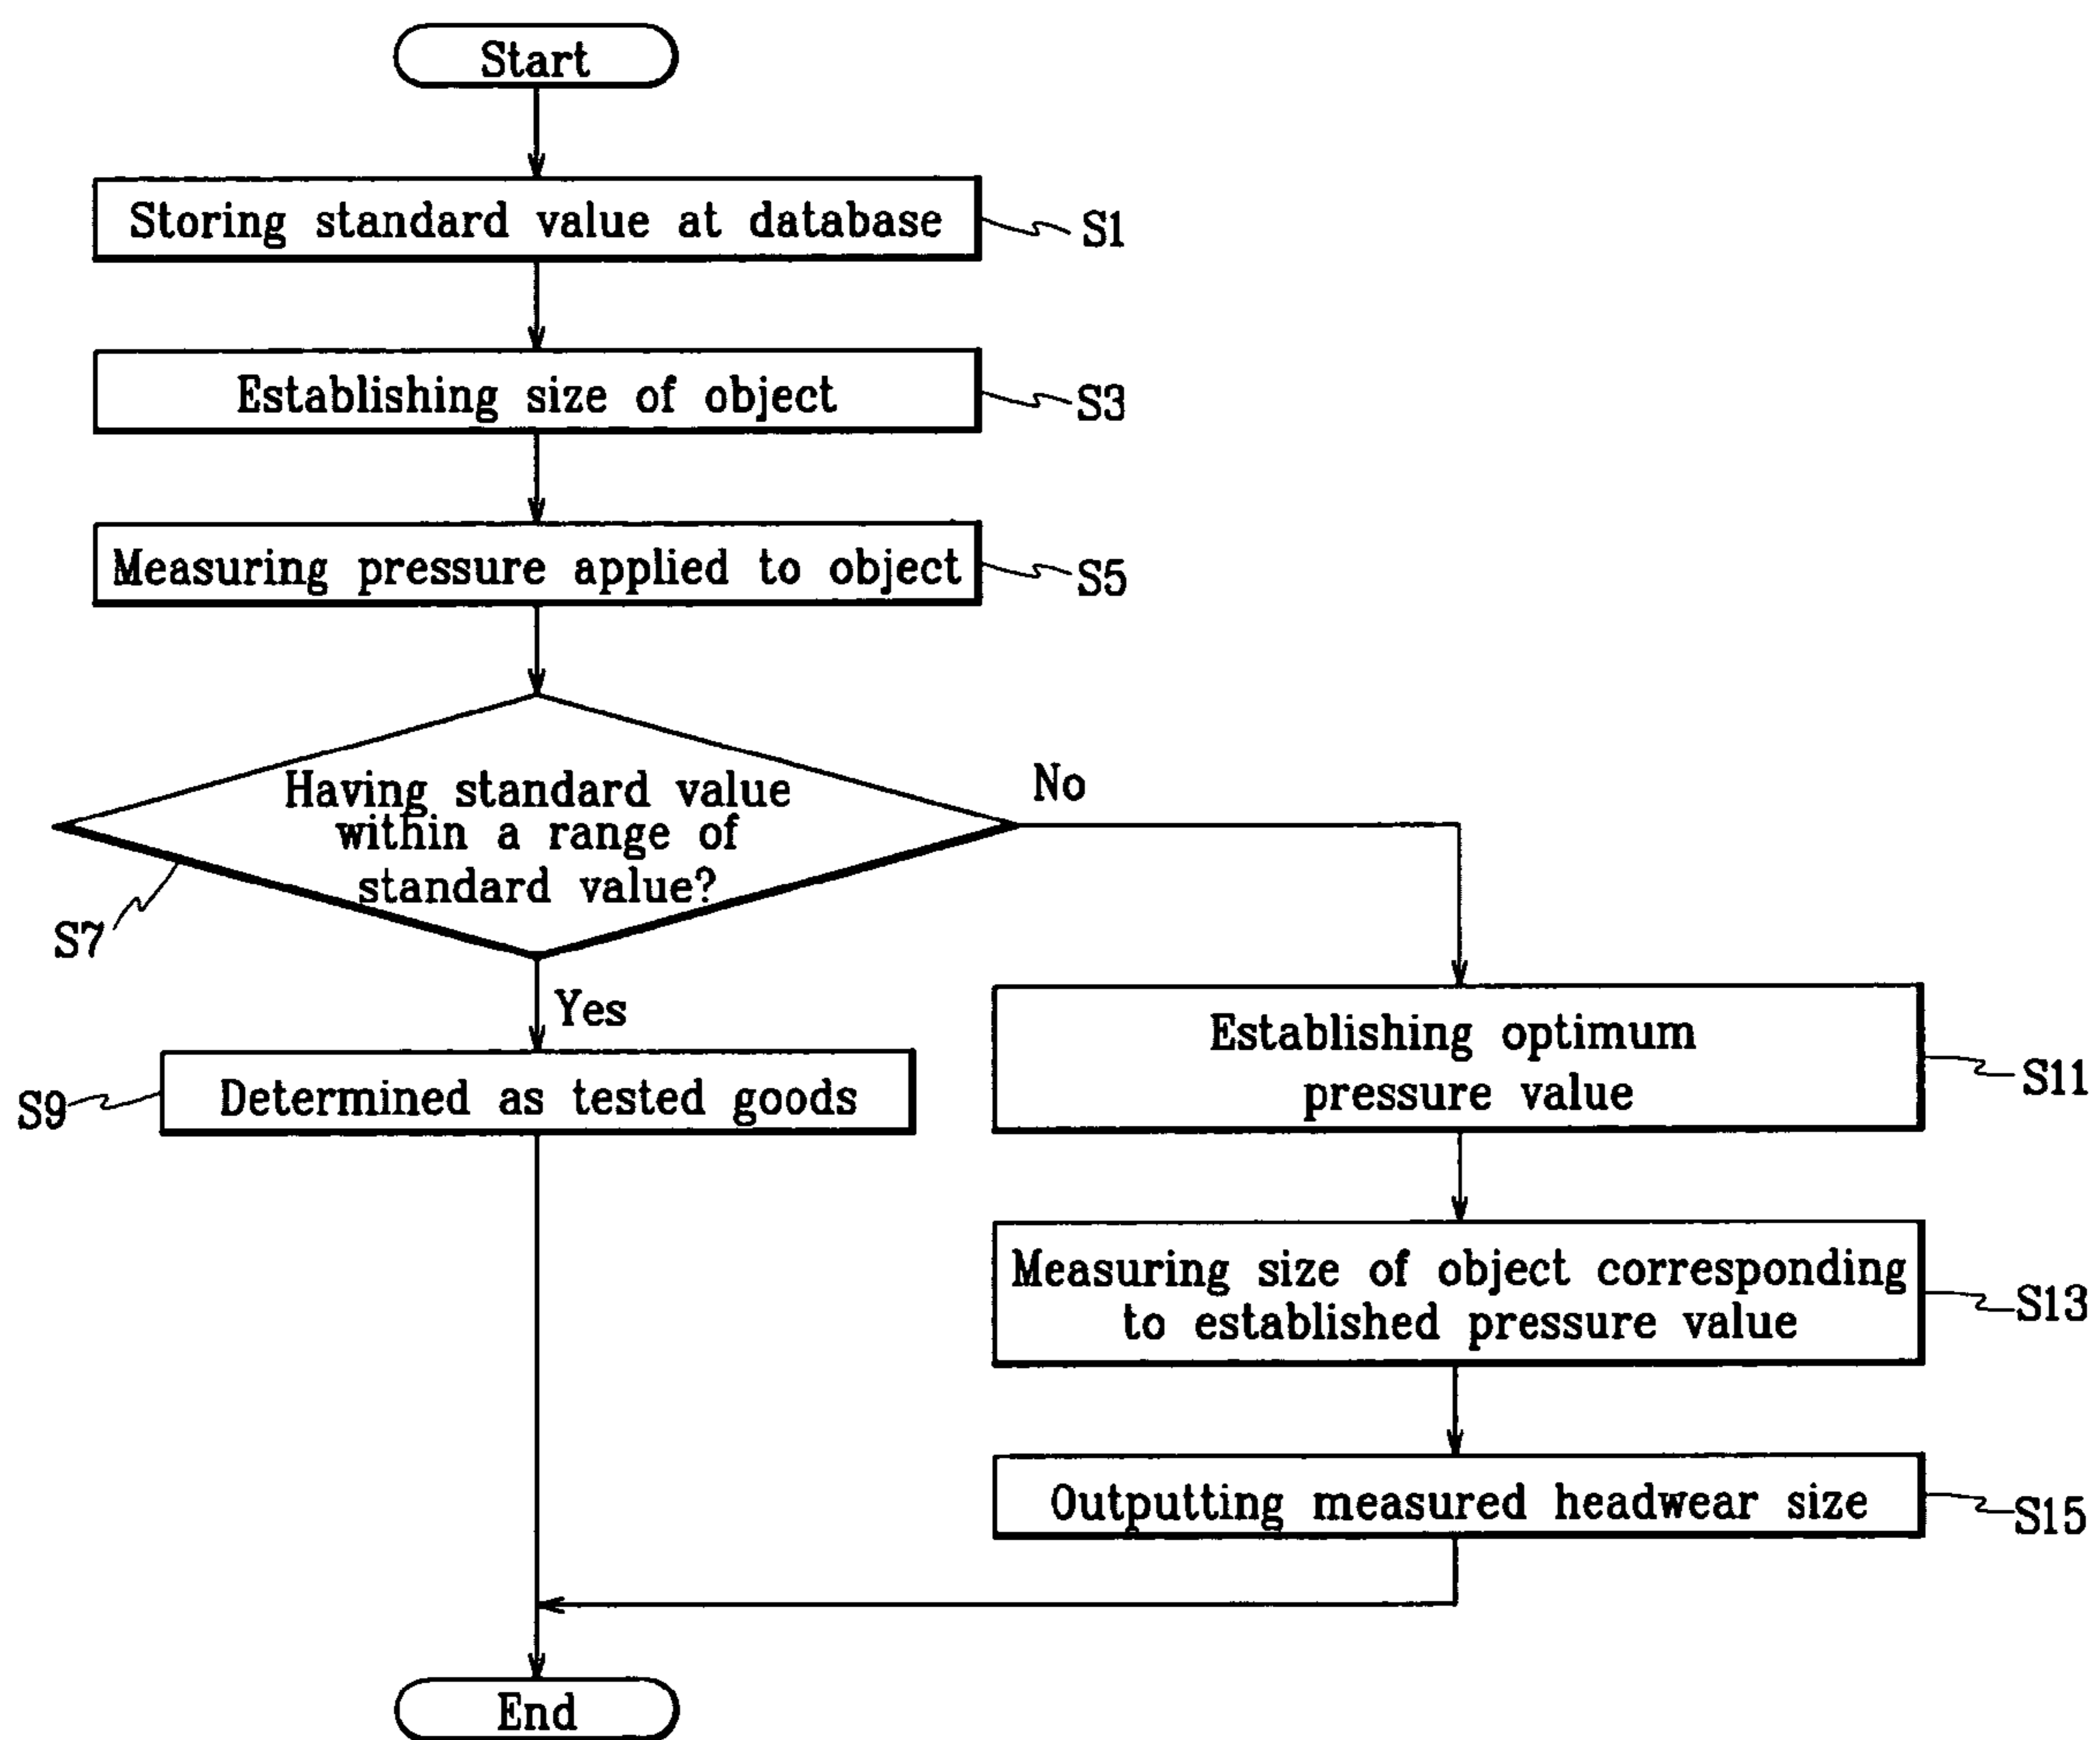 Start
Storing standard value at database
S1
Establishing size of object
S3
Measuring pressure applied to object
S5
Having standard value
within a range of
standard value?
S7
No
Yes
Determined as tested goods
S9
Establishing optimum
pressure value
S11
Measuring size of object corresponding
to established pressure value
S13
Outputting measured headwear size
S15
End